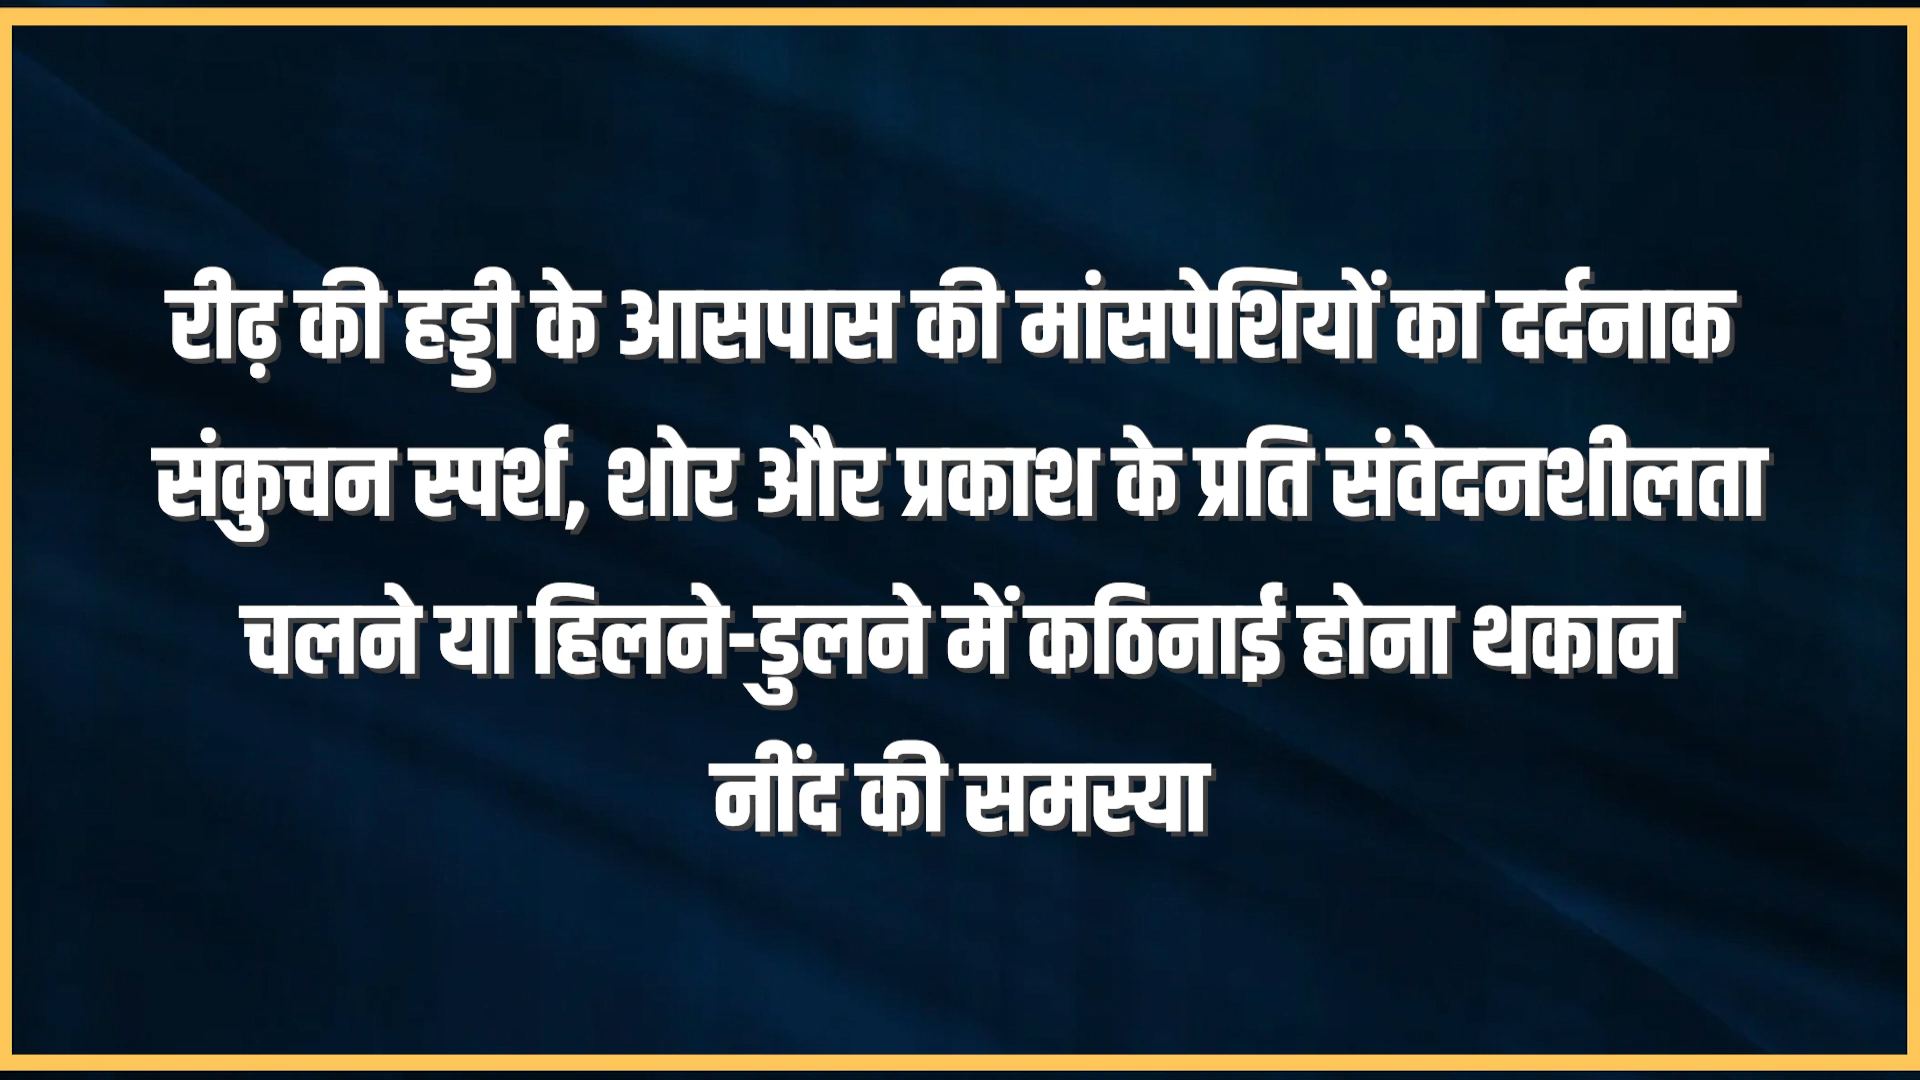 रीढ़ की हड्डी के आसपास की मांसपेशियों का दर्दनाक
संकुचन स्पर्श, शोर और प्रकाश के प्रति संवेदनशीलता
चलने या हिलने-डुलने में कठिनाई होना थकान
नींद की समस्या